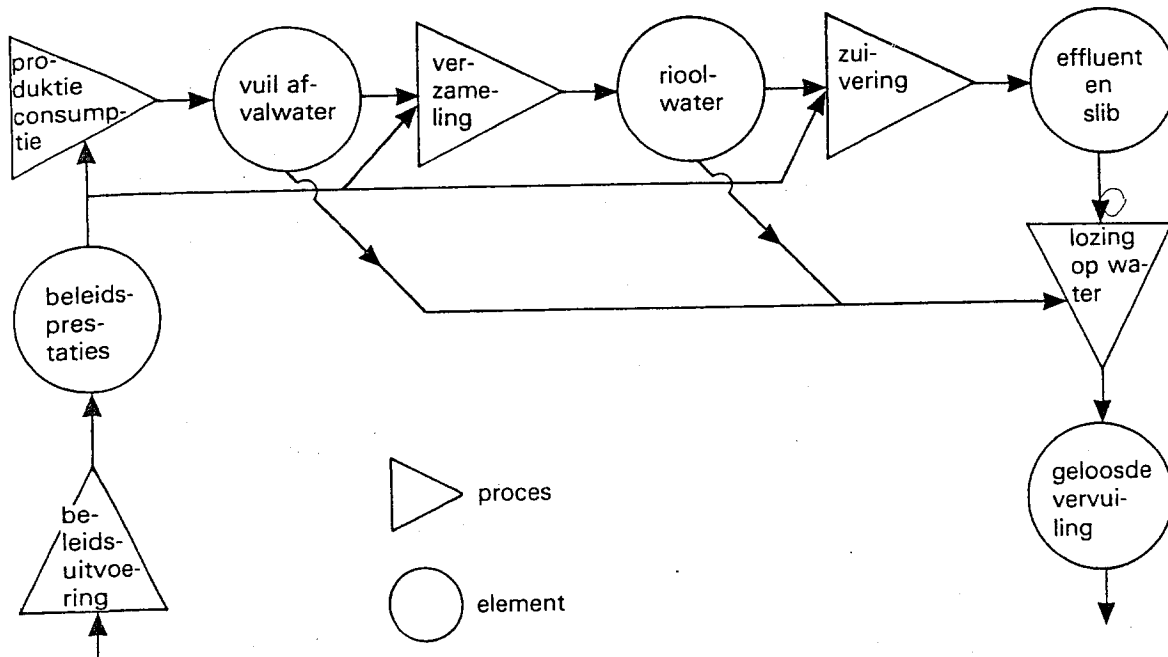 pro-
duktie
consump-
tie
vuil af-
valwater
ver-
zame-
ling
riool-
water
zui-
vering
effluent
en
slib
beleids-
pres-
taties
lozing
op wa-
ter
be-
leids-
uitvoe-
ring
proces
element
geloosde
vervui-
ling